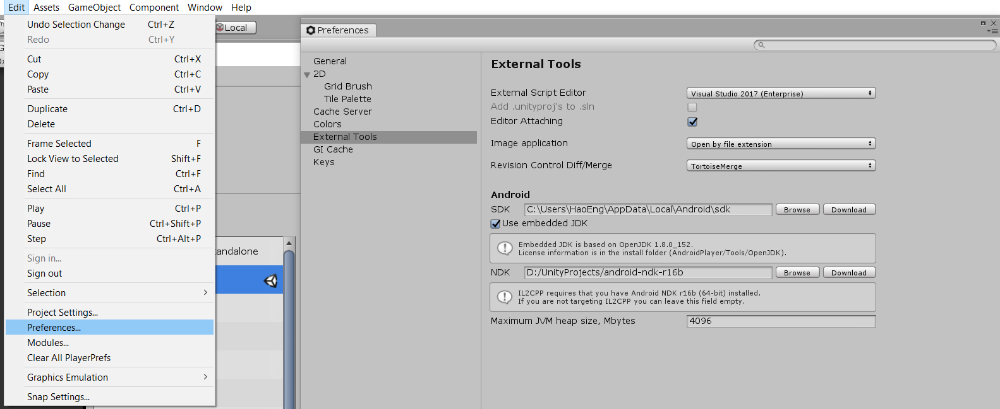 Edit Assets GameObject Component Window Help
Undo Selection Change Ctrl+Z
Redo Ctrl+Y
Cut Ctrl+X
Copy Ctrl+C
Paste Ctrl+V
Duplicate Ctrl+D
Delete
Frame Selected F
Lock View to Selected Shift+F
Find Ctrl+F
Select All Ctrl+A
Play Ctrl+P
Pause Ctrl+Shift+P
Step Ctrl+Alt+P
Sign in...
Sign out
Selection
Project Settings...
Preferences...
Modules...
Clear All PlayerPrefs
Graphics Emulation
Snap Settings...
Local
andalone
Preferences
General
2D
Grid Brush
Tile Palette
Cache Server
Colors
External Tools
GI Cache
Keys
External Tools
External Script Editor Visual Studio 2017 (Enterprise)
Add .unityproj's to .sln
Editor Attaching
Image application Open by file extension
Revision Control Diff/Merge TortoiseMerge
Android
SDK C:\Users\HaoEng\AppData\Local\Android\sdk Browse Download
Use embedded JDK
Embedded JDK is based on OpenJDK 1.8.0_152.
License information is in the install folder (AndroidPlayer/Tools/OpenJDK).
NDK D:/UnityProjects/android-ndk-r16b Browse Download
IL2CPP requires that you have Android NDK r16b (64-bit) installed.
If you are not targeting IL2CPP you can leave this field empty.
Maximum JVM heap size, Mbytes 4096